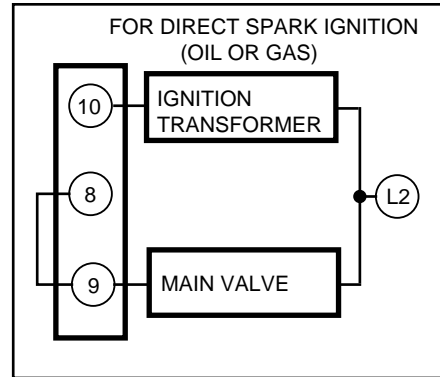 FOR DIRECT SPARK IGNITION
(OIL OR GAS)
10
IGNITION
TRANSFORMER
8
L2
9
MAIN VALVE